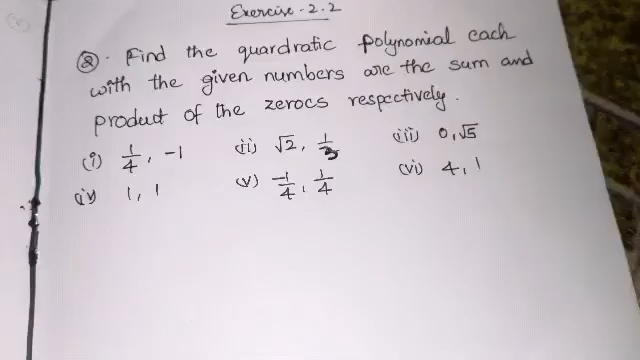 Exercise - 2.2
② · Find the quardratic polynomial each
with the given numbers are the sum and
product of the zeroes respectively.
(i) 1/4, -1 (ii) √2, 1/3 (iii) 0, √5
(iv) 1, 1 (v) -1/4, 1/4 (vi) 4, 1